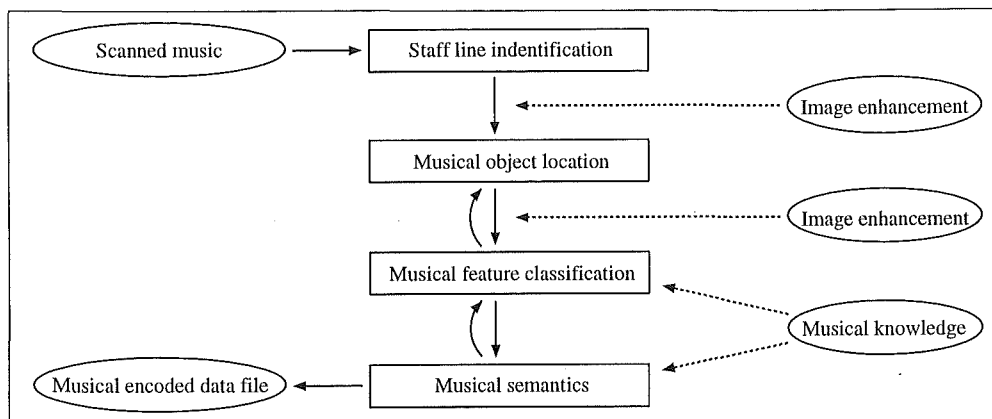 Scanned music
Staff line indentification
Image enhancement
Musical object location
Image enhancement
Musical feature classification
Musical knowledge
Musical encoded data file
Musical semantics